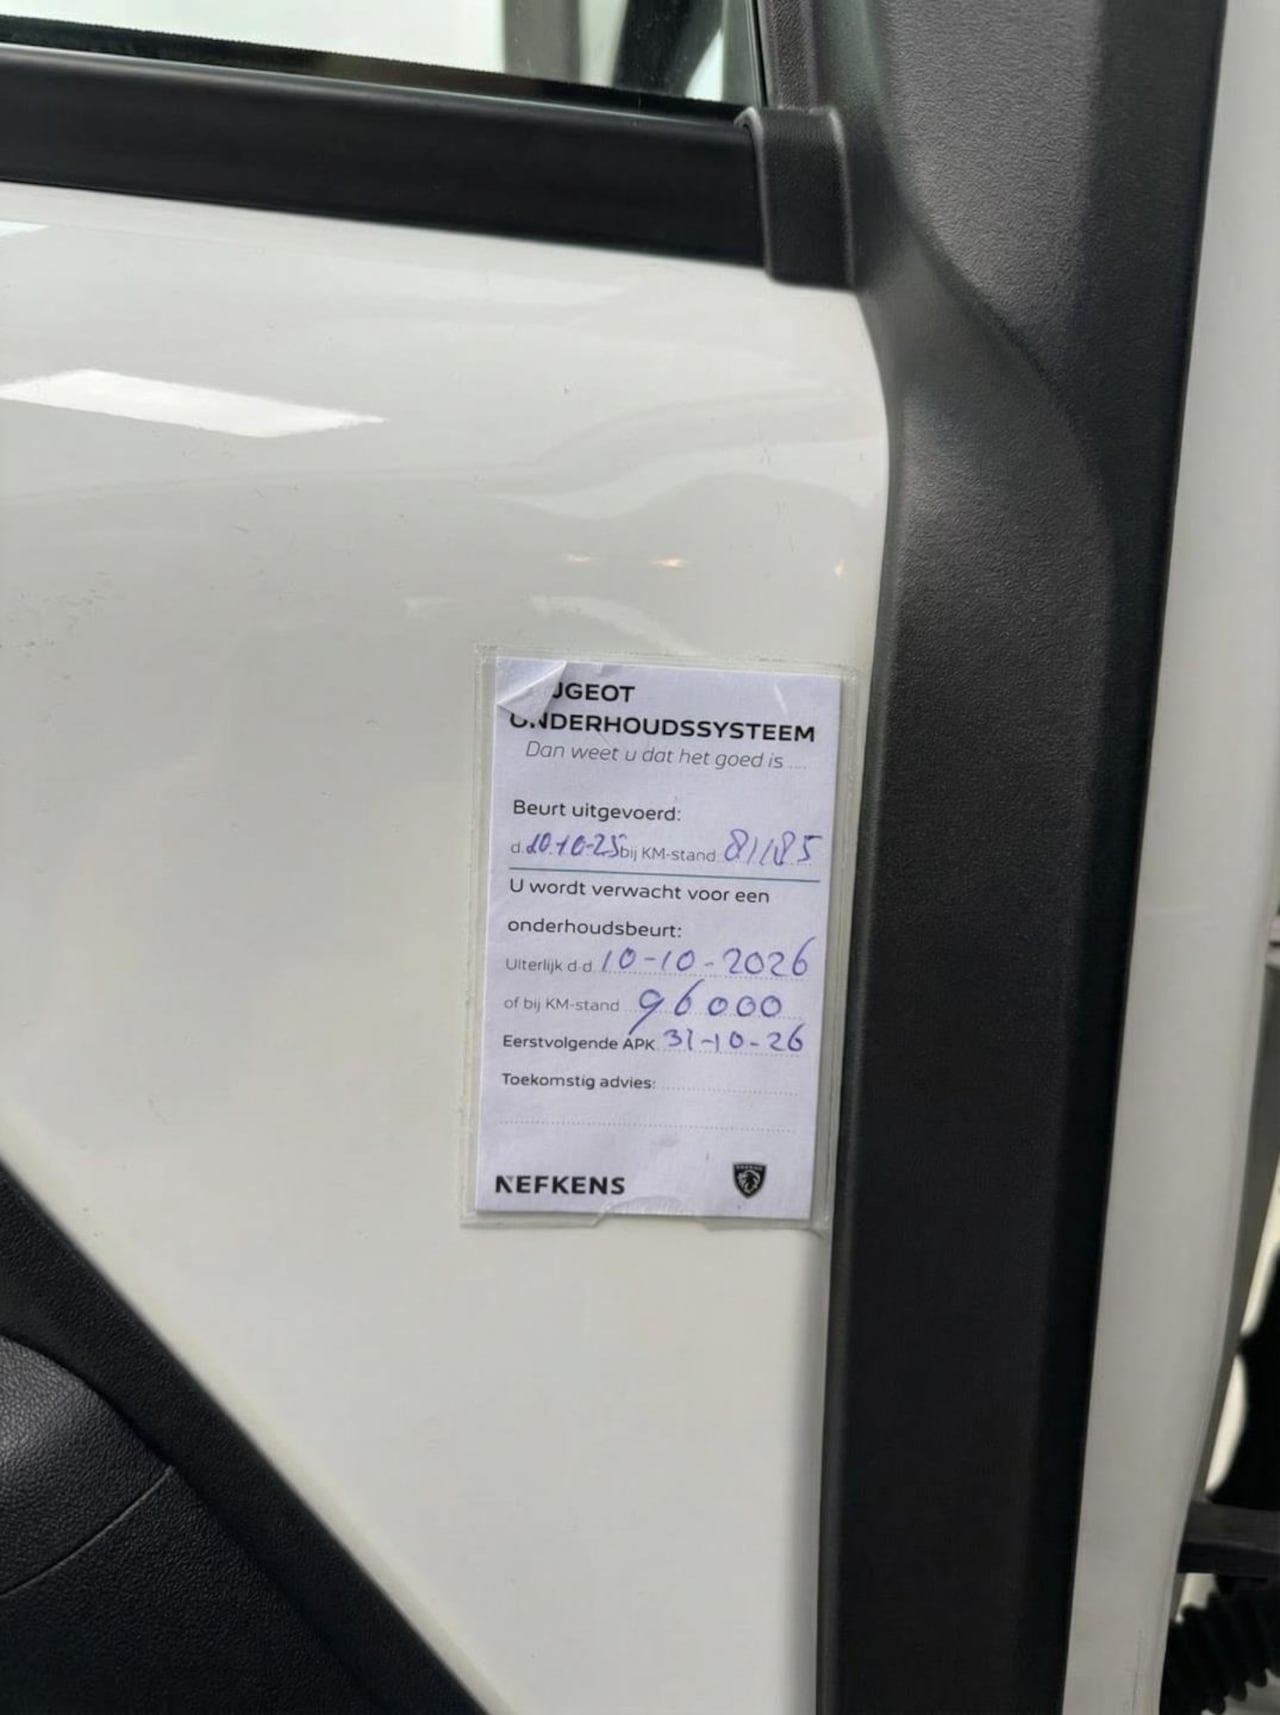 UGEOT
ONDERHOUDSSYSTEEM
Dan weet u dat het goed is ....
Beurt uitgevoerd:
d. 10-10-25 bij KM-stand 81185
U wordt verwacht voor een
onderhoudsbeurt:
Uiterlijk d.d. 10-10-2026
of bij KM-stand 96000
Eerstvolgende APK 31-10-26
Toekomstig advies:
NEFKENS